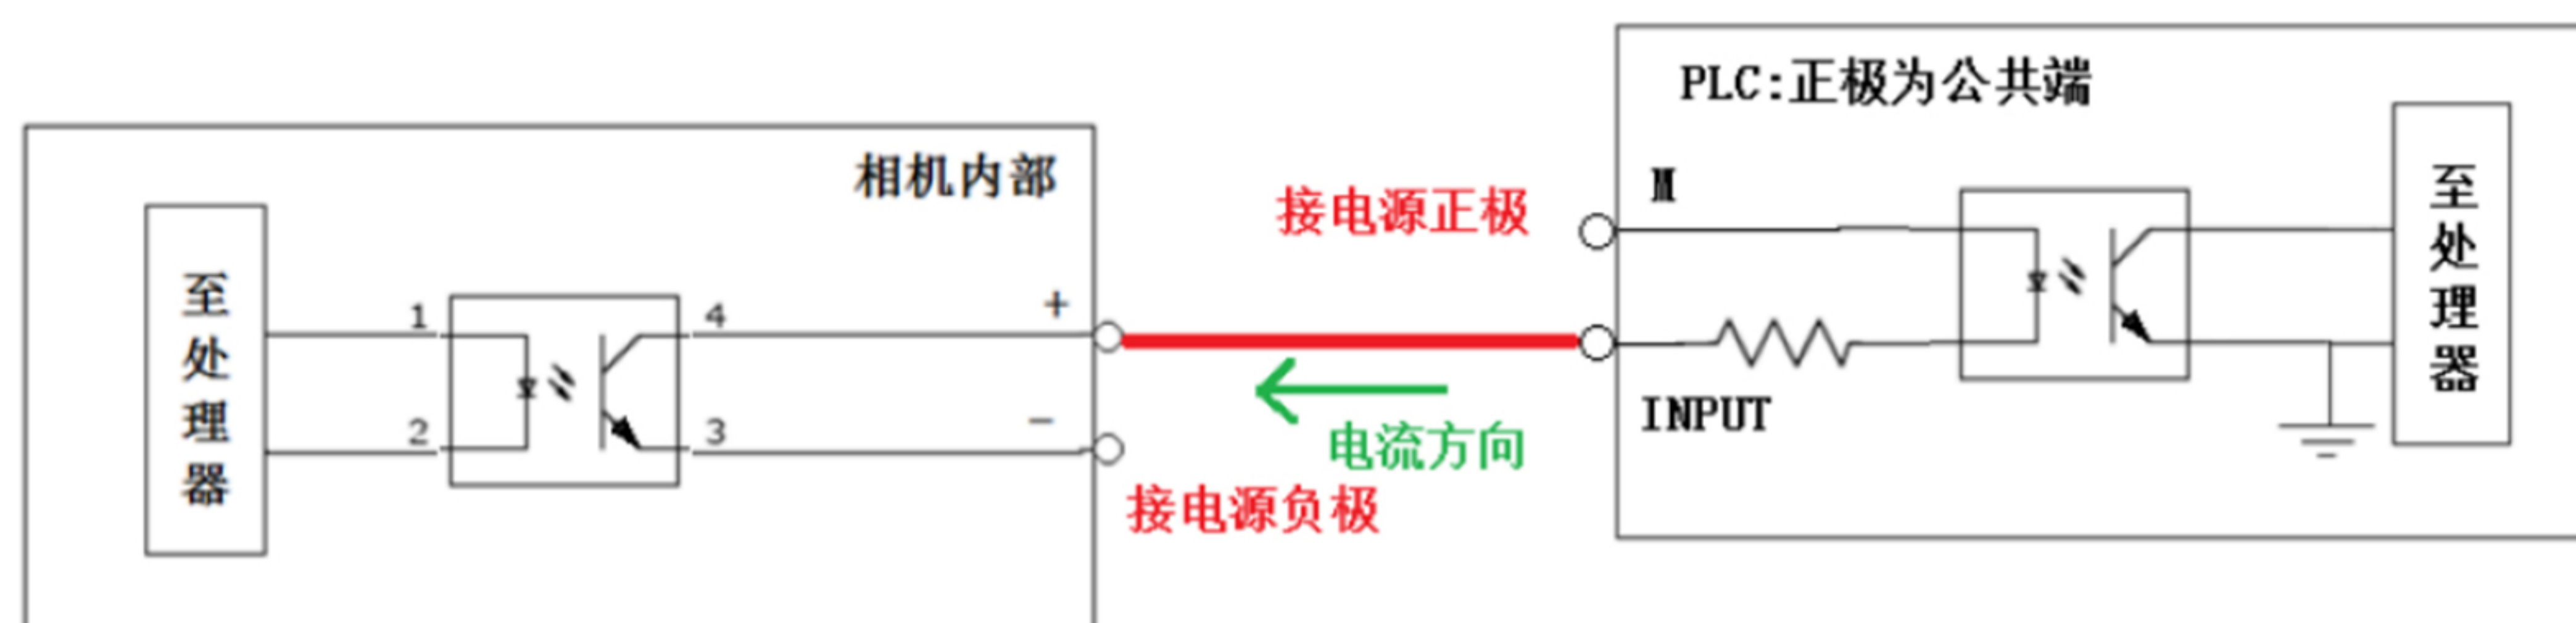 PLC:正极为公共端
相机内部
M
接电源正极
至处理器
+
1
4
至处理器
2
3
−
INPUT
电流方向
接电源负极